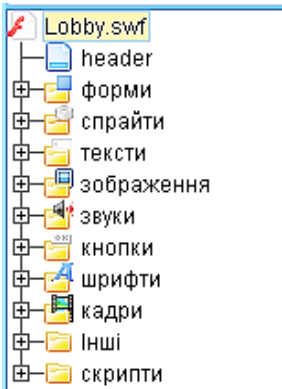 Lobby.swf
header
форми
спрайти
тексти
зображення
звуки
кнопки
шрифти
кадри
Інші
скрипти